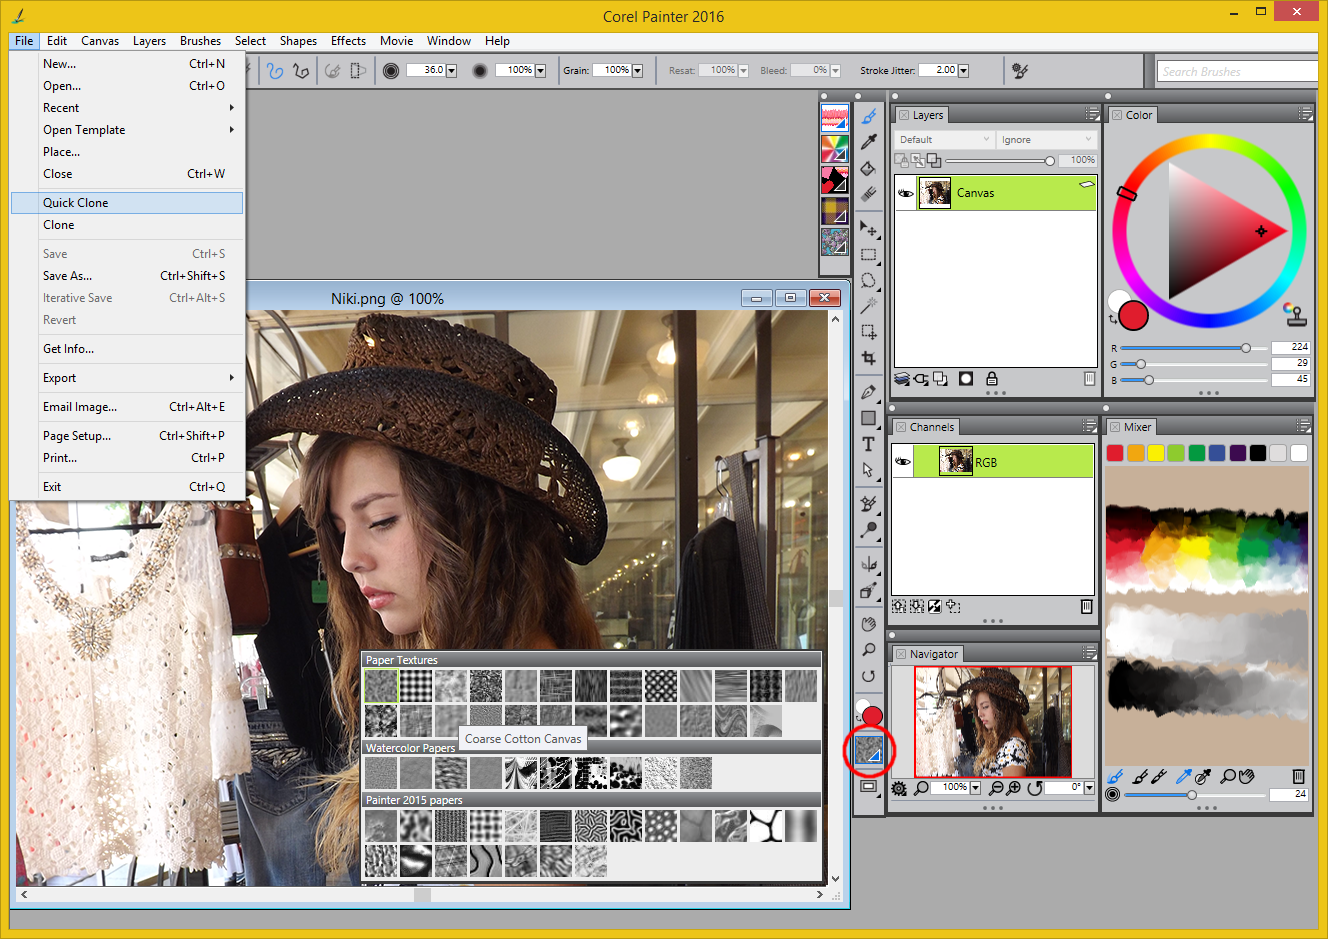 Corel Painter 2016
File Edit Canvas Layers Brushes Select Shapes Effects Movie Window Help
36.0 100% Grain: 100% Resat: 100% Bleed: 0% Stroke Jitter: 2.00 Search Brushes
New... Ctrl+N
Open... Ctrl+O
Recent
Open Template
Place...
Close Ctrl+W
Quick Clone
Clone
Save Ctrl+S
Save As... Ctrl+Shift+S
Iterative Save Ctrl+Alt+S
Revert
Get Info...
Export
Email Image... Ctrl+Alt+E
Page Setup... Ctrl+Shift+P
Print... Ctrl+P
Exit Ctrl+Q
Niki.png @ 100%
Paper Textures
Coarse Cotton Canvas
Watercolor Papers
Painter 2015 papers
T
Layers
Default Ignore
100%
Canvas
Channels
RGB
Navigator
100% 0°
Color
R 224
G 29
B 45
Mixer
24